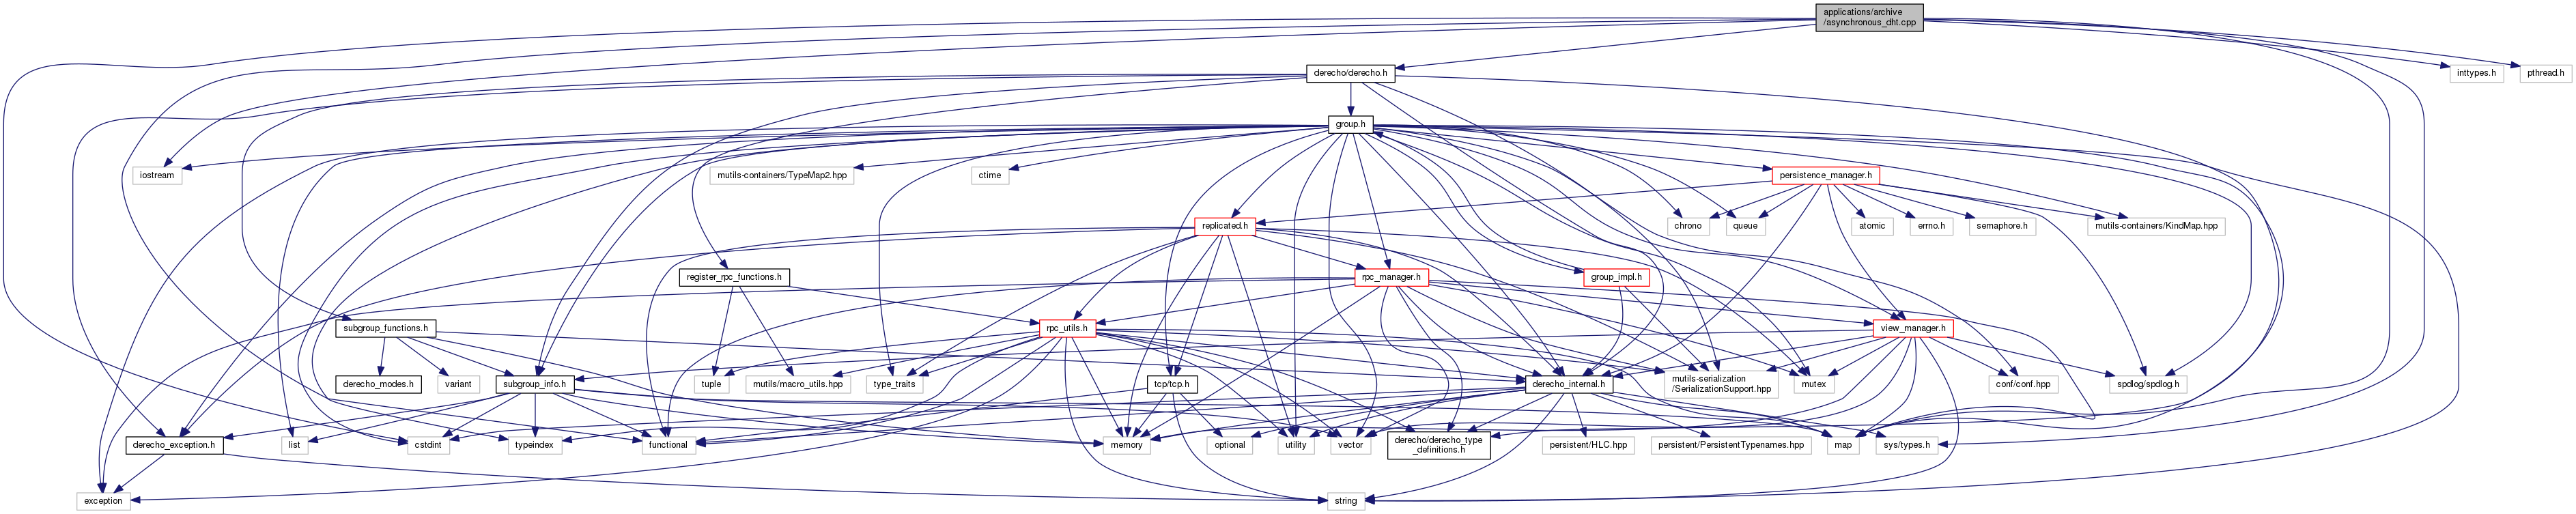 applications/archive
/asynchronous_dht.cpp
derecho/derecho.h
inttypes.h
pthread.h
group.h
iostream
mutils-containers/TypeMap2.hpp
ctime
persistence_manager.h
replicated.h
chrono
queue
atomic
errno.h
semaphore.h
mutils-containers/KindMap.hpp
register_rpc_functions.h
rpc_manager.h
group_impl.h
subgroup_functions.h
rpc_utils.h
view_manager.h
derecho_modes.h
variant
subgroup_info.h
tuple
mutils/macro_utils.hpp
type_traits
tcp/tcp.h
derecho_internal.h
mutils-serialization
/SerializationSupport.hpp
mutex
conf/conf.hpp
spdlog/spdlog.h
derecho_exception.h
list
cstdint
typeindex
functional
memory
optional
utility
vector
derecho/derecho_type
_definitions.h
persistent/HLC.hpp
persistent/PersistentTypenames.hpp
map
sys/types.h
exception
string